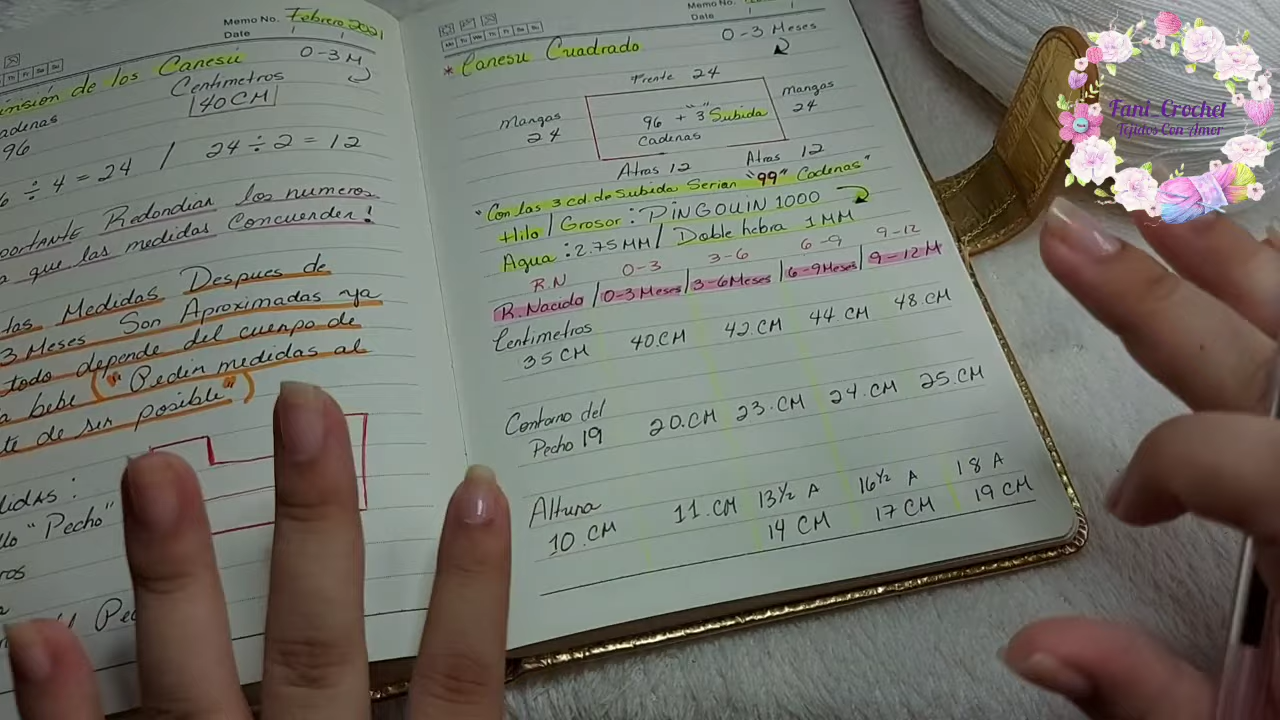 Memo No. Febrero 2021
Date
0-3 M
nsión de los Canesu
Centimetros
40 CM
adenas
96
6 ÷ 4 = 24 / 24 ÷ 2 = 12
portante Redondiar los numeros
a que las medidas Concuerden!
tas Medidas Despues de
3 Meses Son Aproximadas ya
todo depende del cuerpo de
a bebe ("Pedir medidas al
te de ser posible")
didas:
llo "Pecho"
ros
Memo No.
Date
* Canesu Cuadrado
0-3 Meses
Frente 24
mangas
24
mangas
24
96 + 3 "" Subida
Cadenas
Atras 12
Atras 12
"Con las 3 cd. de Subida Serian "99" Cadenas"
Hilo / Grosor: PINGOUIN 1000
Agua: 2.75 MM / Doble hebra 1 MM
R.N 0-3 3-6 6-9 9-12
R. Nacido / 0-3 Meses / 3-6 Meses / 6-9 Meses / 9-12 M
Centimetros
35 CM 40.CM 42.CM 44 CM 48.CM
Contorno del
Pecho 19 20.CM 23.CM 24.CM 25.CM
Altura
10.CM 11.CM 13½ A 16½ A 18 A
14 CM 17 CM 19 CM
Fani_Crochet
Tejidos Con Amor